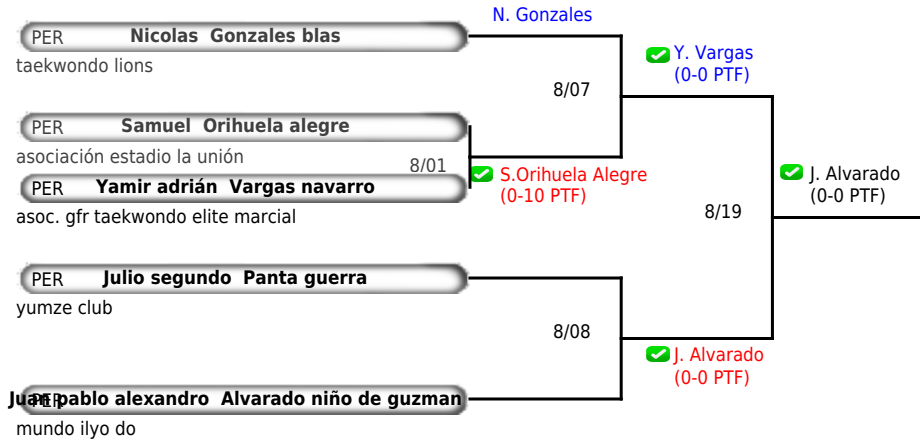 N. Gonzales
PER Nicolas Gonzales blas
taekwondo lions
Y. Vargas
(0-0 PTF)
8/07
PER Samuel Orihuela alegre
asociación estadio la unión
8/01
S.Orihuela Alegre
(0-10 PTF)
J. Alvarado
(0-0 PTF)
PER Yamir adrián Vargas navarro
asoc. gfr taekwondo elite marcial
8/19
PER Julio segundo Panta guerra
yumze club
8/08
J. Alvarado
(0-0 PTF)
PER Juan pablo alexandro Alvarado niño de guzman
mundo ilyo do